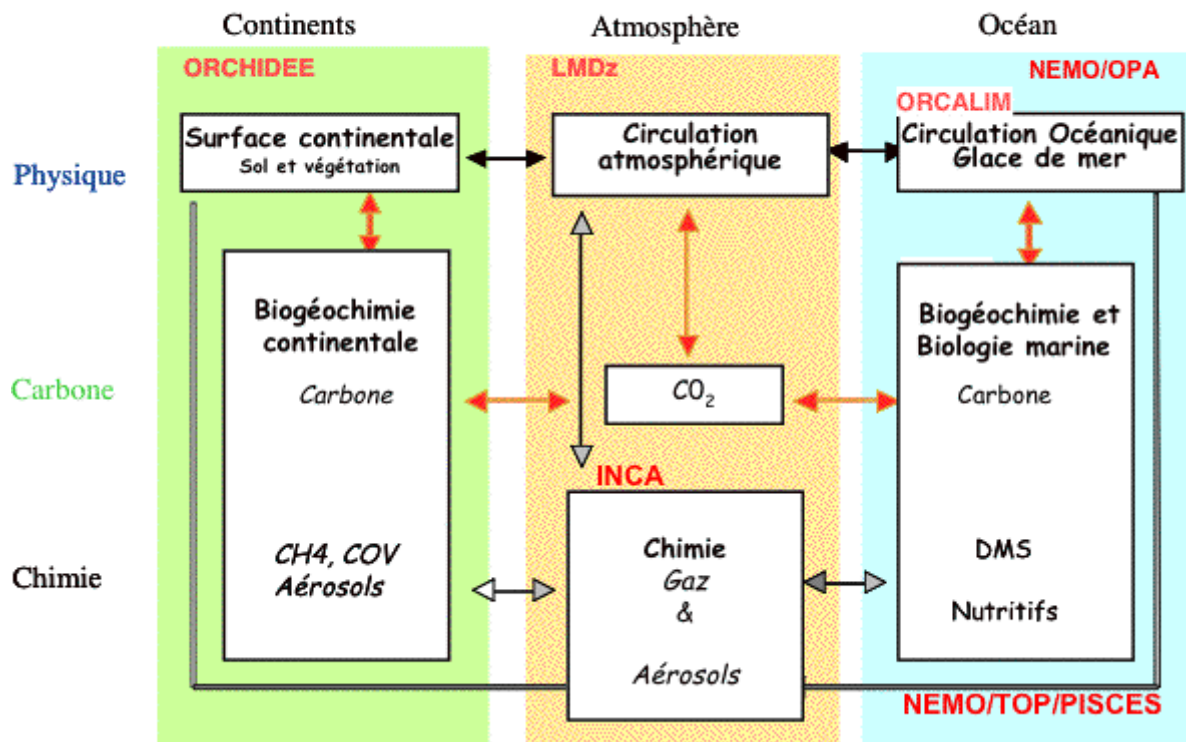 Continents
Atmosphère
Océan
ORCHIDEE
LMDz
NEMO/OPA
ORCALIM
Physique
Surface continentale
Sol et végétation
Circulation
atmosphérique
Circulation Océanique
Glace de mer
Carbone
Biogéochimie
continentale
Carbone
CO₂
Biogéochimie et
Biologie marine
Carbone
INCA
Chimie
CH4, COV
Aérosols
Chimie
Gaz
&
Aérosols
DMS
Nutritifs
NEMO/TOP/PISCES